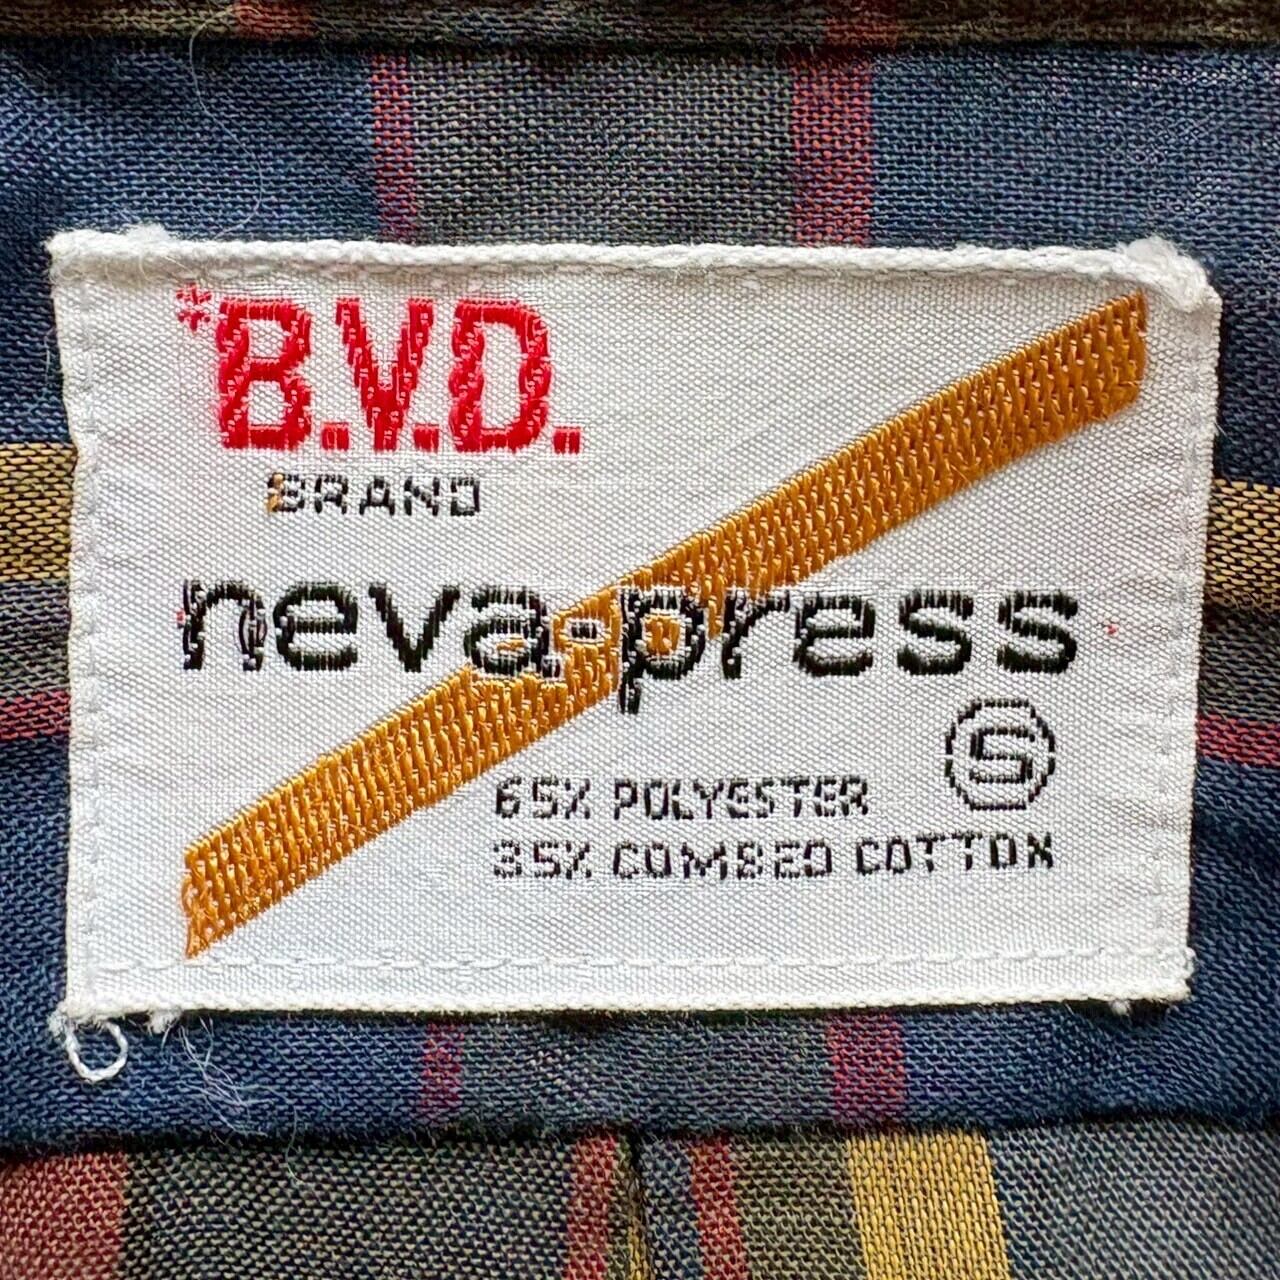 *B.V.D.
BRAND
neva-press
S
65% POLYESTER
35% COMBED COTTON